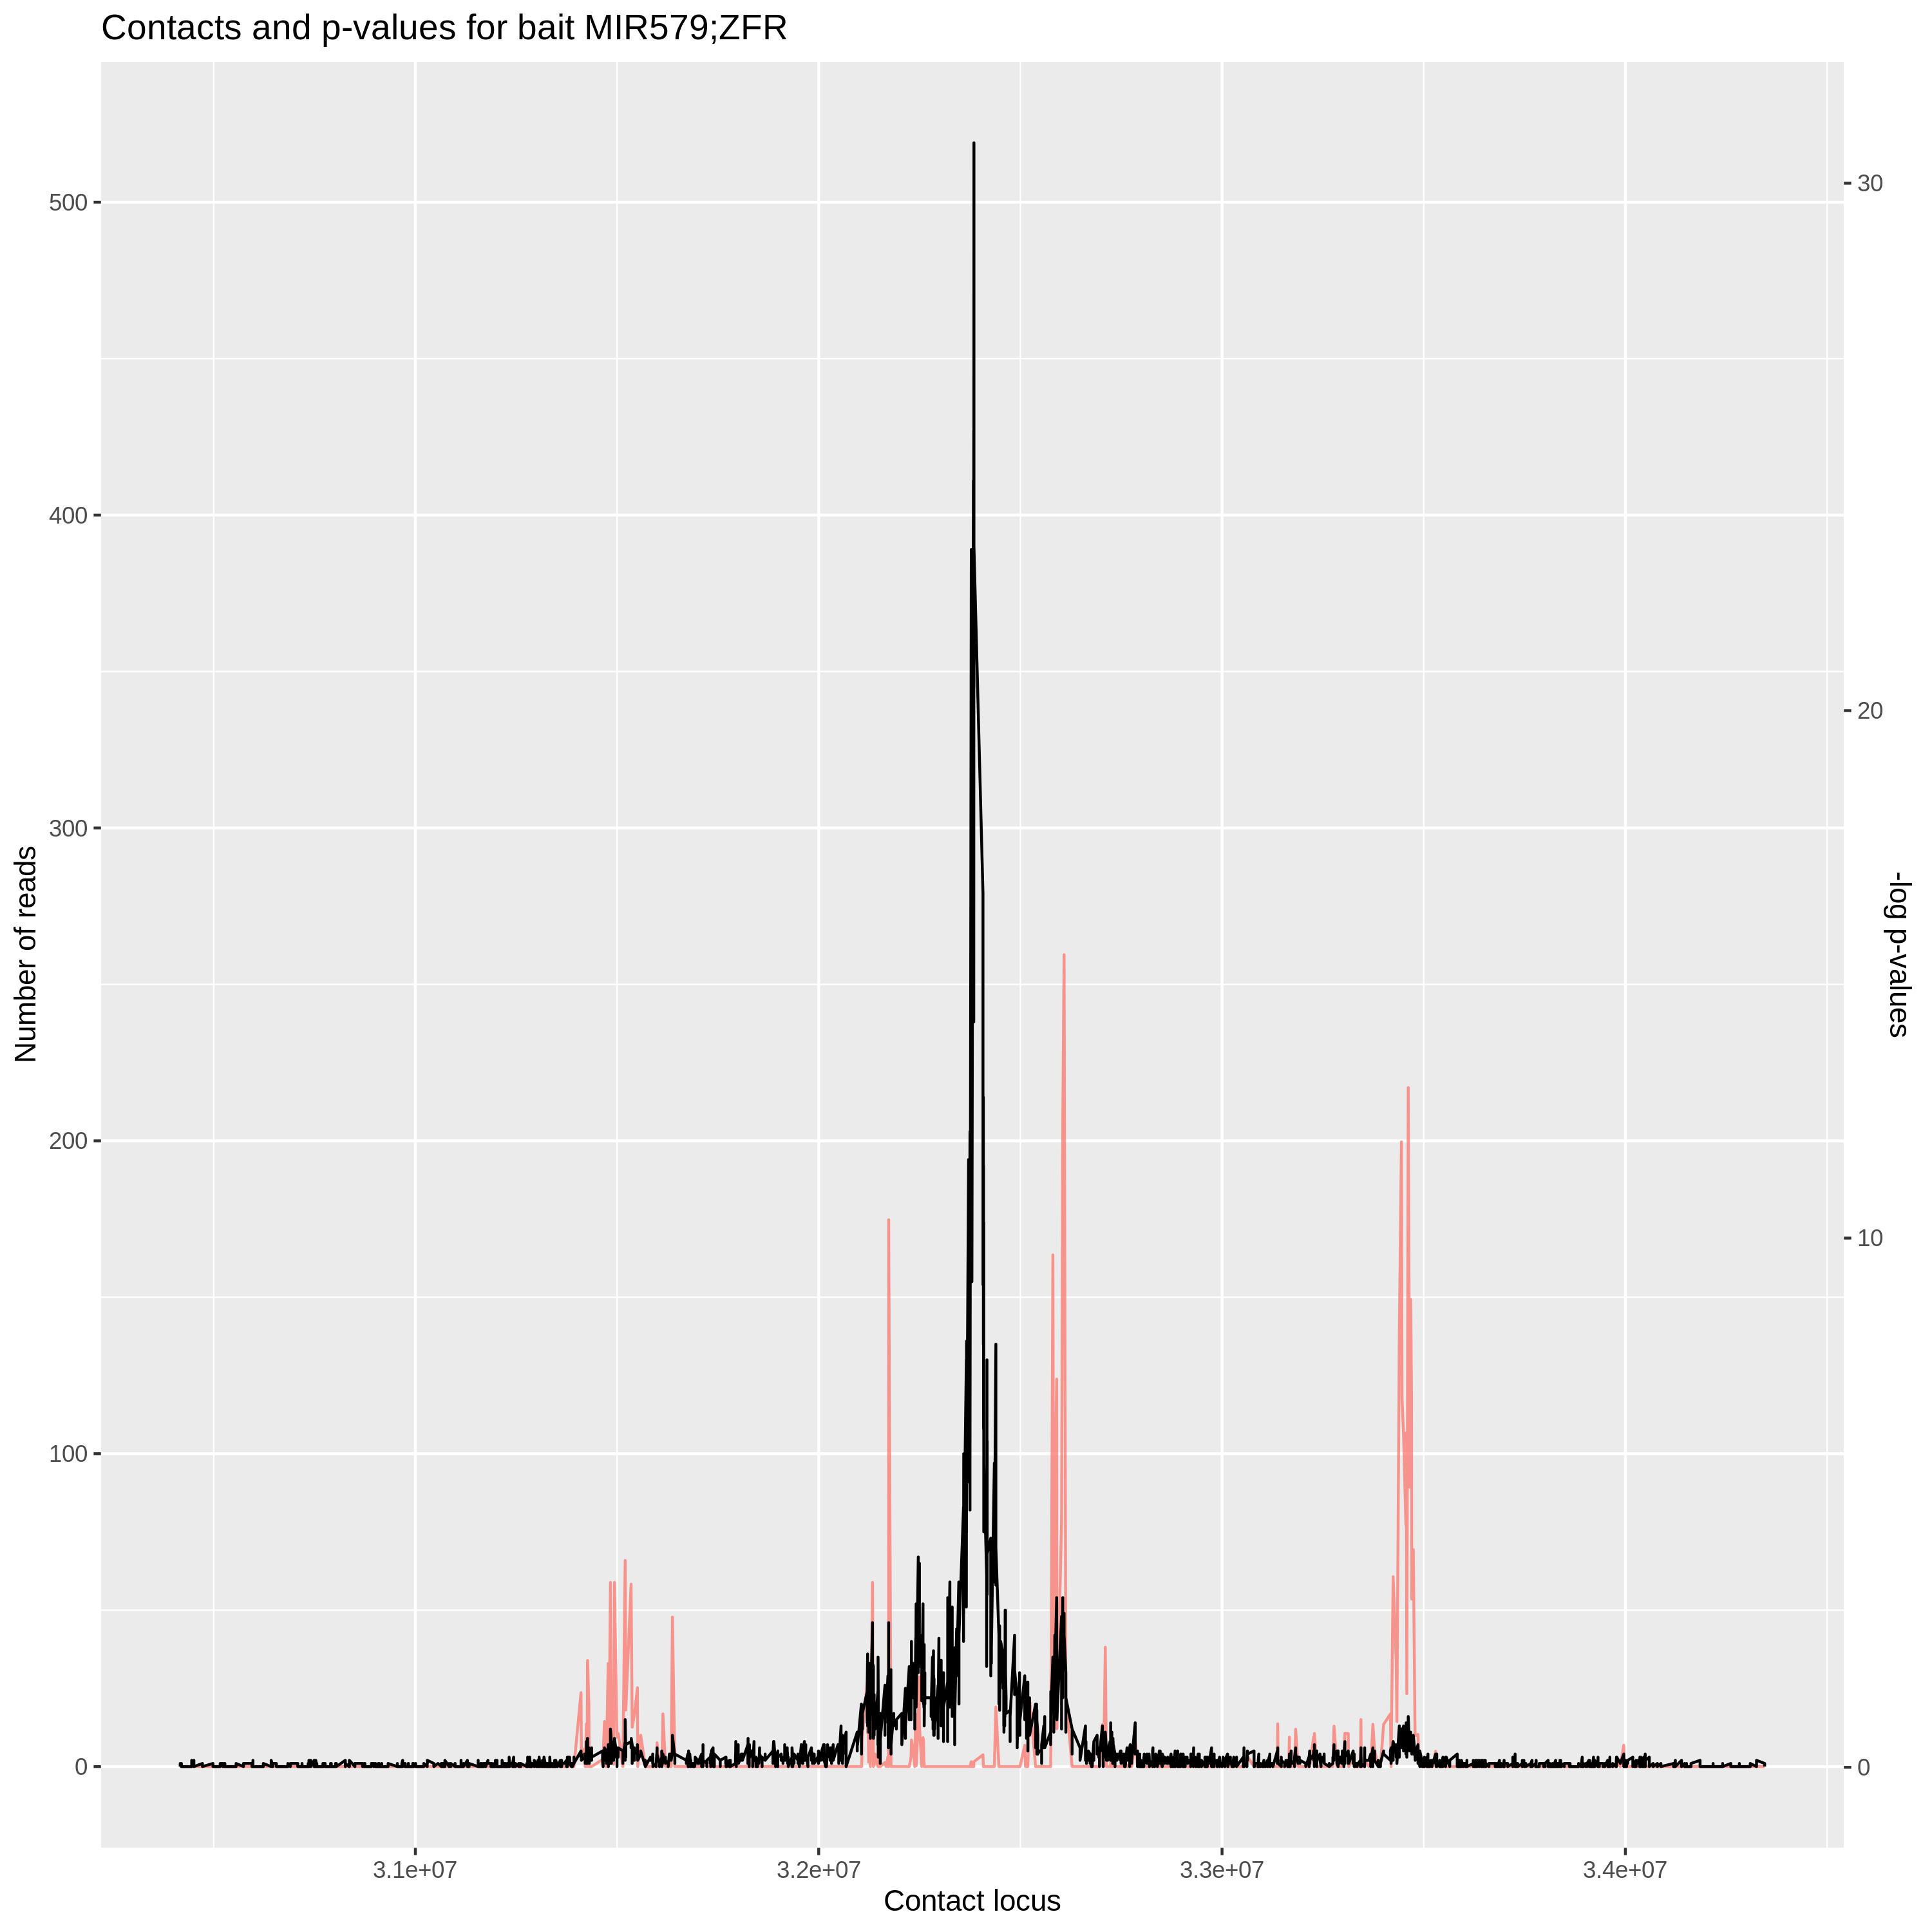 Contacts and p-values for bait MIR579;ZFR
500
400
300
200
100
0
Number of reads
30
20
10
0
-log p-values
3.1e+07
3.2e+07
3.3e+07
3.4e+07
Contact locus